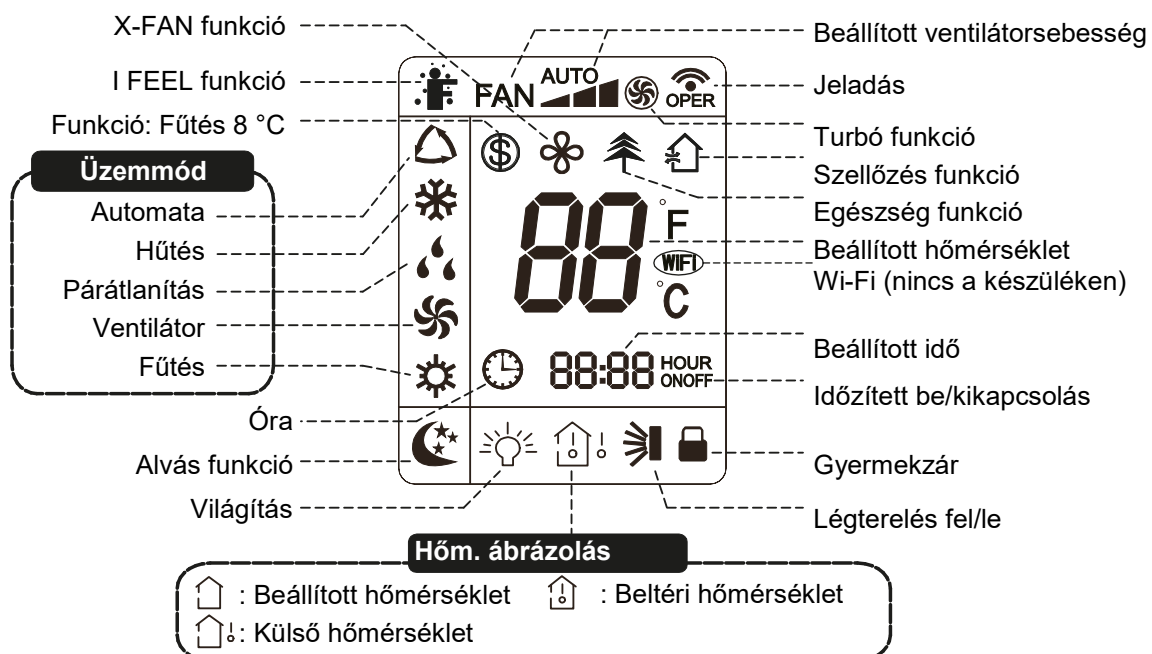 X-FAN funkció
I FEEL funkció
Funkció: Fűtés 8 °C
Üzemmód
Automata
Hűtés
Párátlanítás
Ventilátor
Fűtés
Óra
Alvás funkció
Világítás
FAN AUTO OPER
°F
88
WIFI
°C
88:88 HOUR
ONOFF
Beállított ventilátorsebesség
Jeladás
Turbó funkció
Szellőzés funkció
Egészség funkció
Beállított hőmérséklet
Wi-Fi (nincs a készüléken)
Beállított idő
Időzített be/kikapcsolás
Gyermekzár
Légterelés fel/le
Hőm. ábrázolás
: Beállított hőmérséklet : Beltéri hőmérséklet
: Külső hőmérséklet